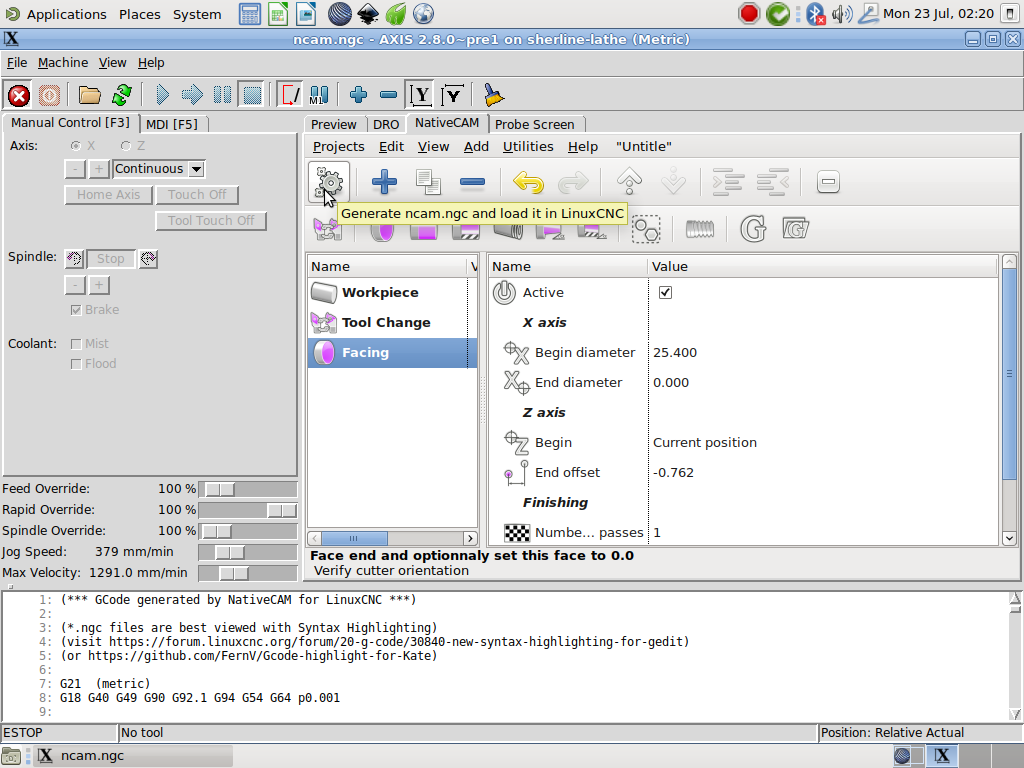 Applications Places System Mon 23 Jul, 02:20
ncam.ngc - AXIS 2.8.0~pre1 on sherline-lathe (Metric)
File Machine View Help
Manual Control [F3] MDI [F5]
Axis: X Z
- + Continuous
Home Axis Touch Off
Tool Touch Off
Spindle: Stop
- +
Brake
Coolant: Mist
Flood
Feed Override: 100 %
Rapid Override: 100 %
Spindle Override: 100 %
Jog Speed: 379 mm/min
Max Velocity: 1291.0 mm/min
Preview DRO NativeCAM Probe Screen
Projects Edit View Add Utilities Help "Untitle"
Generate ncam.ngc and load it in LinuxCNC
Name V
Workpiece
Tool Change
Facing
Name Value
Active
X axis
Begin diameter 25.400
End diameter 0.000
Z axis
Begin Current position
End offset -0.762
Finishing
Numbe... passes 1
Face end and optionnaly set this face to 0.0
Verify cutter orientation
1: (*** GCode generated by NativeCAM for LinuxCNC ***)
2:
3: (*.ngc files are best viewed with Syntax Highlighting)
4: (visit https://forum.linuxcnc.org/forum/20-g-code/30840-new-syntax-highlighting-for-gedit)
5: (or https://github.com/FernV/Gcode-highlight-for-Kate)
6:
7: G21 (metric)
8: G18 G40 G49 G90 G92.1 G94 G54 G64 p0.001
9:
ESTOP No tool Position: Relative Actual
ncam.ngc